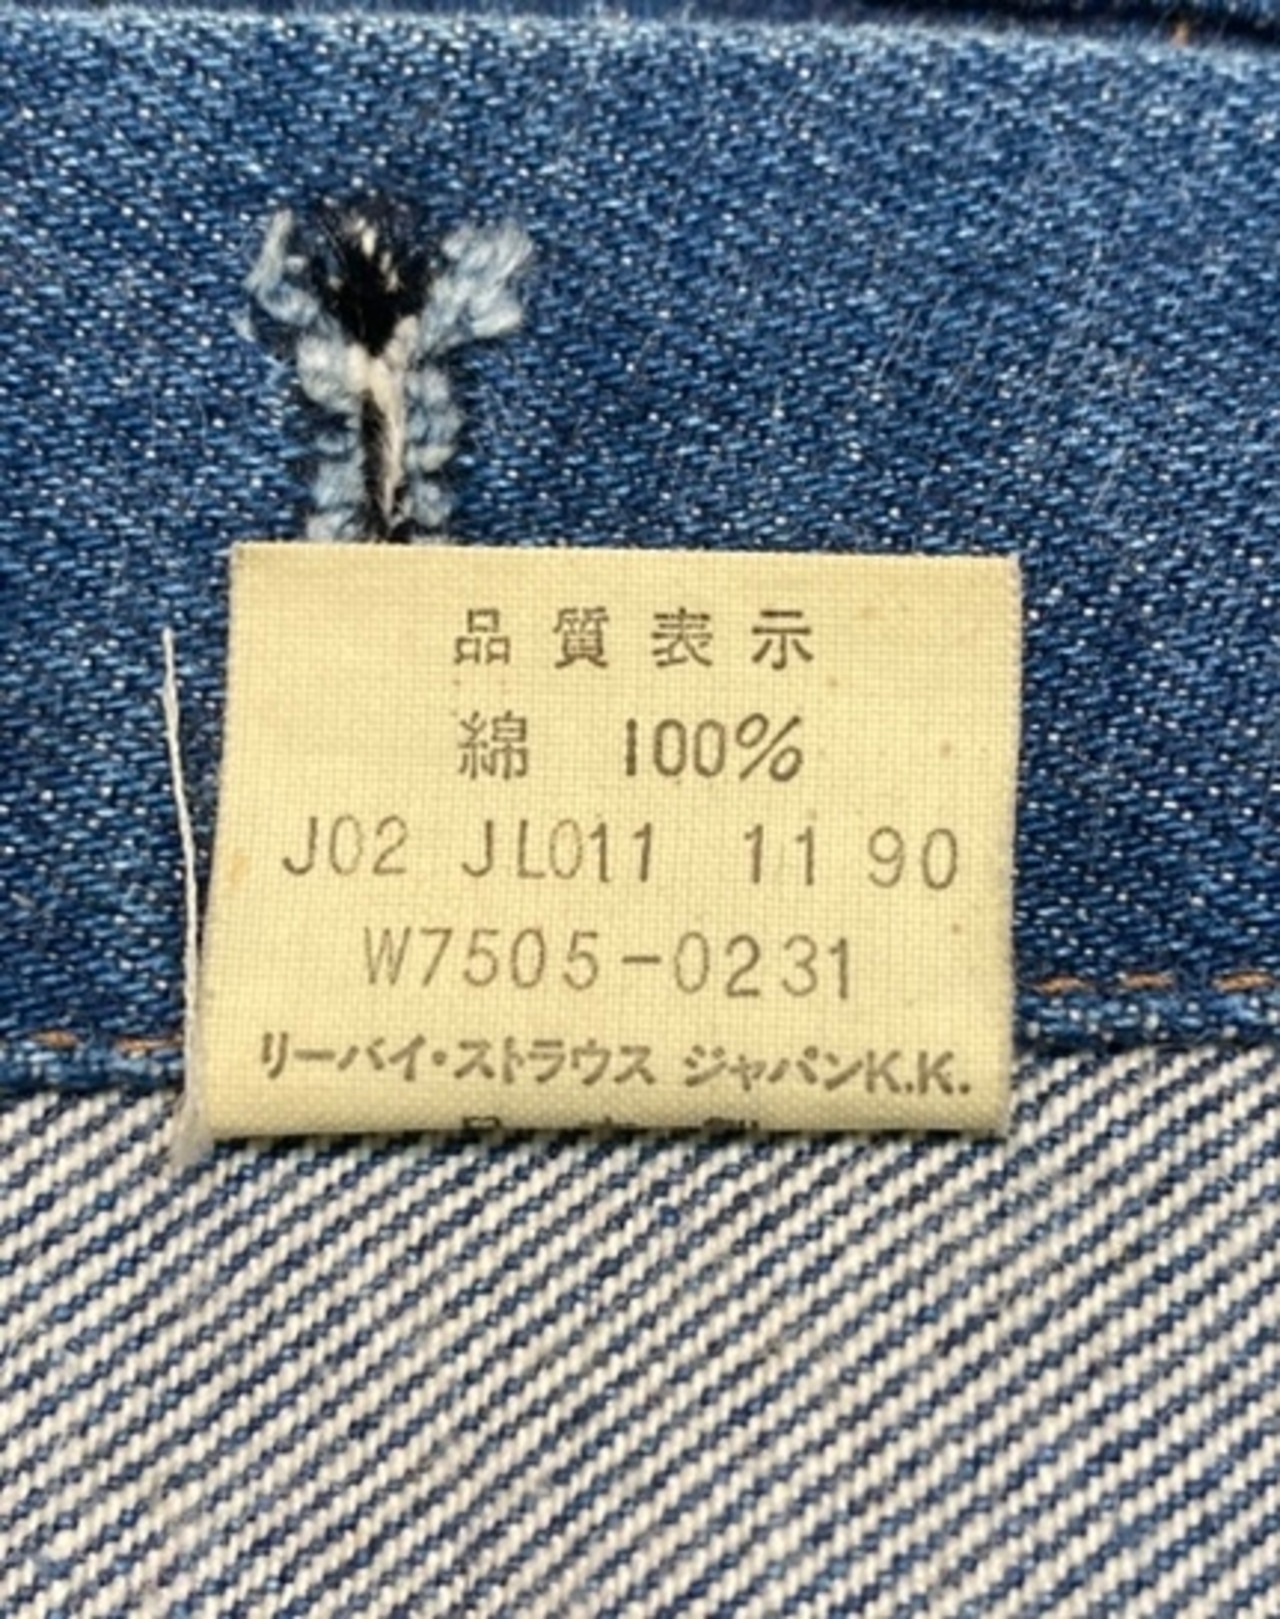 品質表示
綿 100%
J02 JL011 11 90
W7505-0231
リーバイ・ストラウス ジャパンK.K.